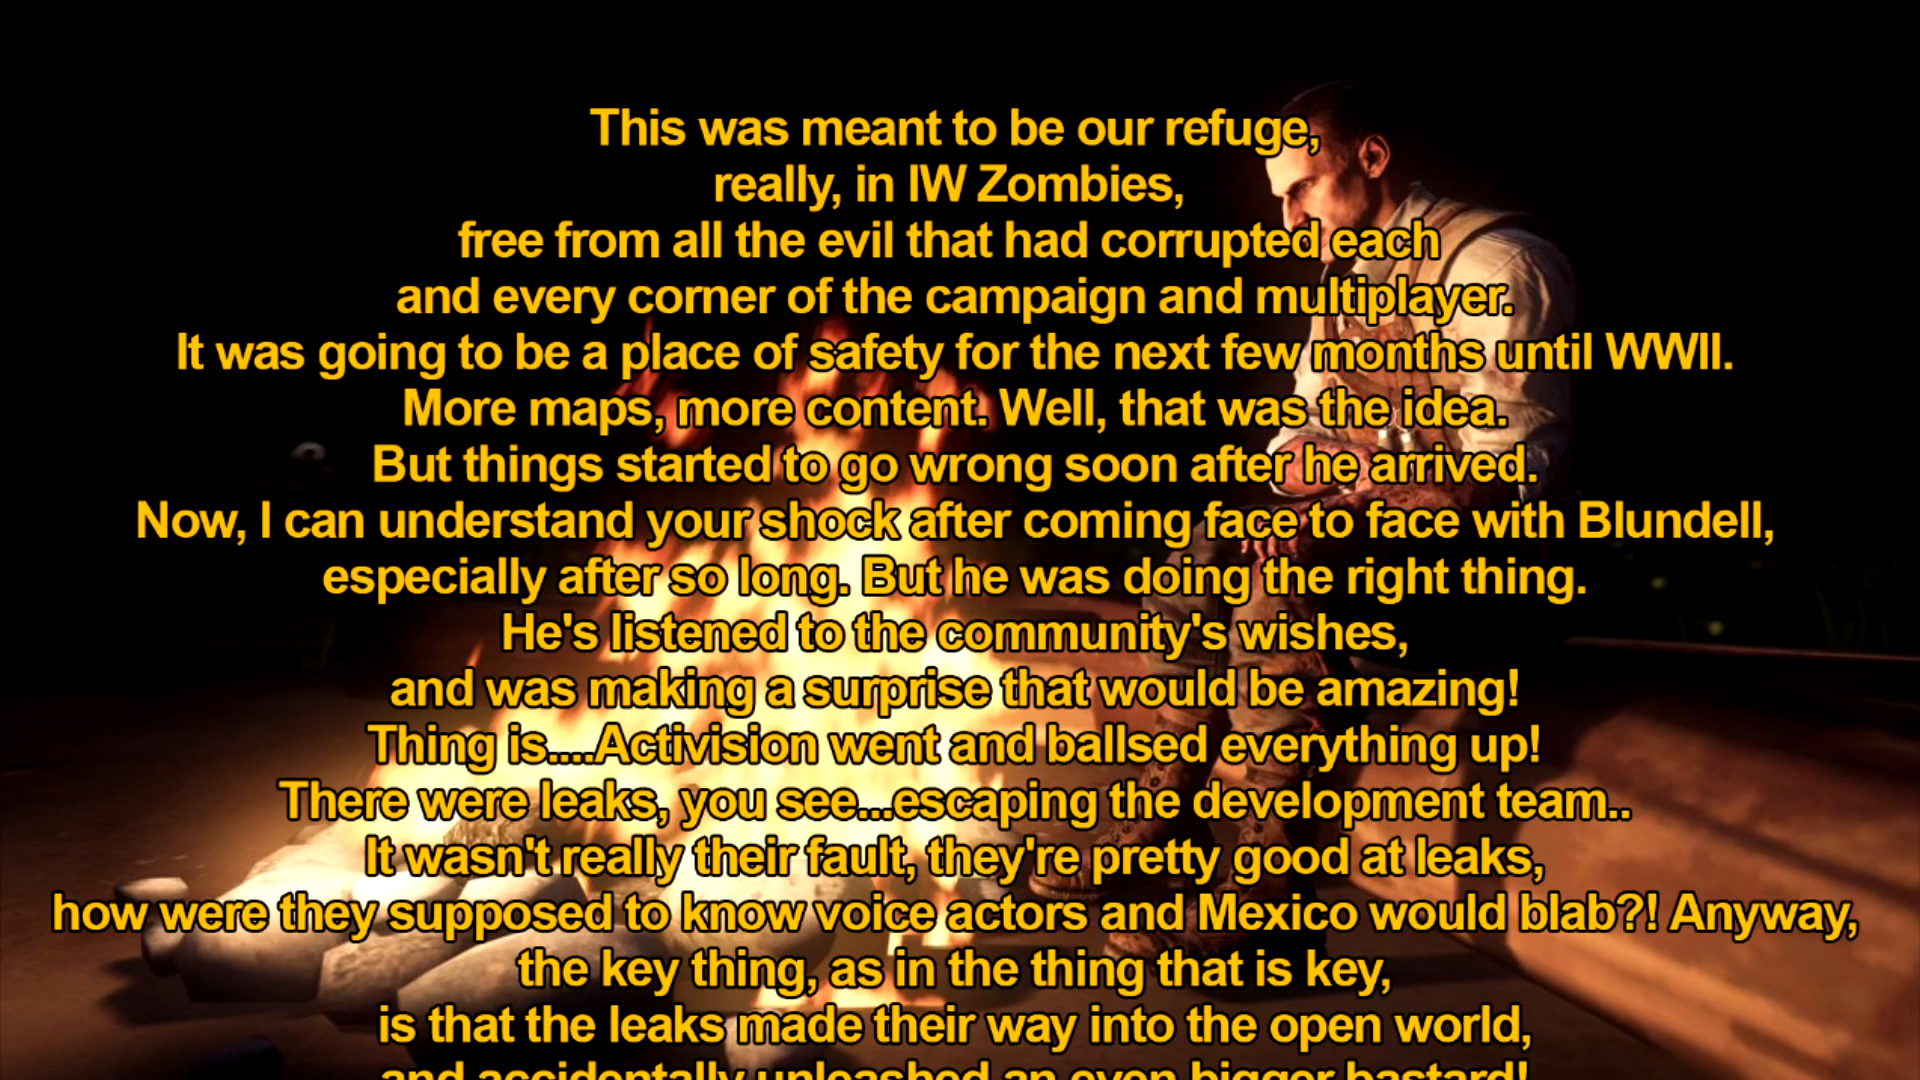 This was meant to be our refuge,
really, in IW Zombies,
free from all the evil that had corrupted each
and every corner of the campaign and multiplayer.
It was going to be a place of safety for the next few months until WWII.
More maps, more content. Well, that was the idea.
But things started to go wrong soon after he arrived.
Now, I can understand your shock after coming face to face with Blundell,
especially after so long. But he was doing the right thing.
He's listened to the community's wishes,
and was making a surprise that would be amazing!
Thing is....Activision went and ballsed everything up!
There were leaks, you see...escaping the development team..
It wasn't really their fault, they're pretty good at leaks,
how were they supposed to know voice actors and Mexico would blab?! Anyway,
the key thing, as in the thing that is key,
is that the leaks made their way into the open world,
and accidentally unleashed an even bigger bastard!